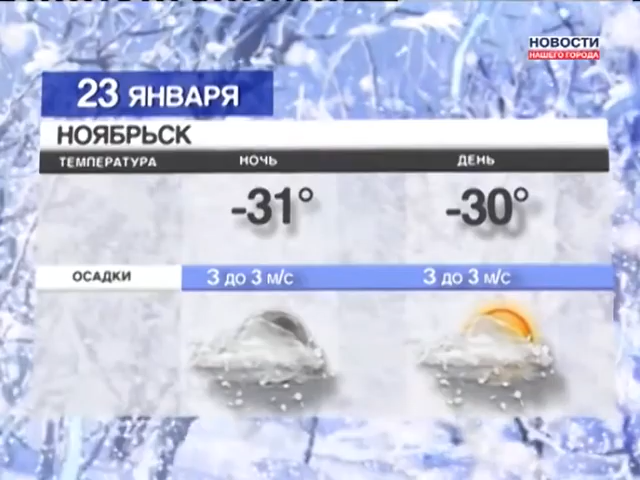 НОВОСТИ
НАШЕГО ГОРОДА
23 ЯНВАРЯ
НОЯБРЬСК
ТЕМПЕРАТУРА НОЧЬ ДЕНЬ
-31° -30°
ОСАДКИ З до 3 м/с З до 3 м/с